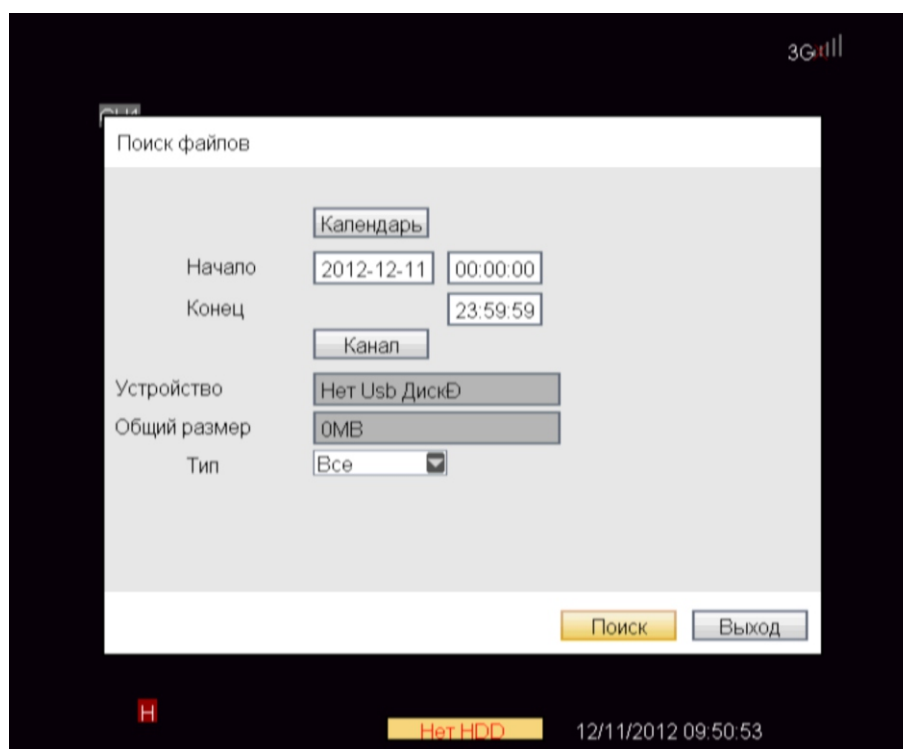 3G
Поиск файлов
Календарь
Начало 2012-12-11 00:00:00
Конец 23:59:59
Канал
Устройство Нет Usb ДискĐ
Общий размер 0MB
Тип Все
Поиск Выход
H
Нет HDD 12/11/2012 09:50:53